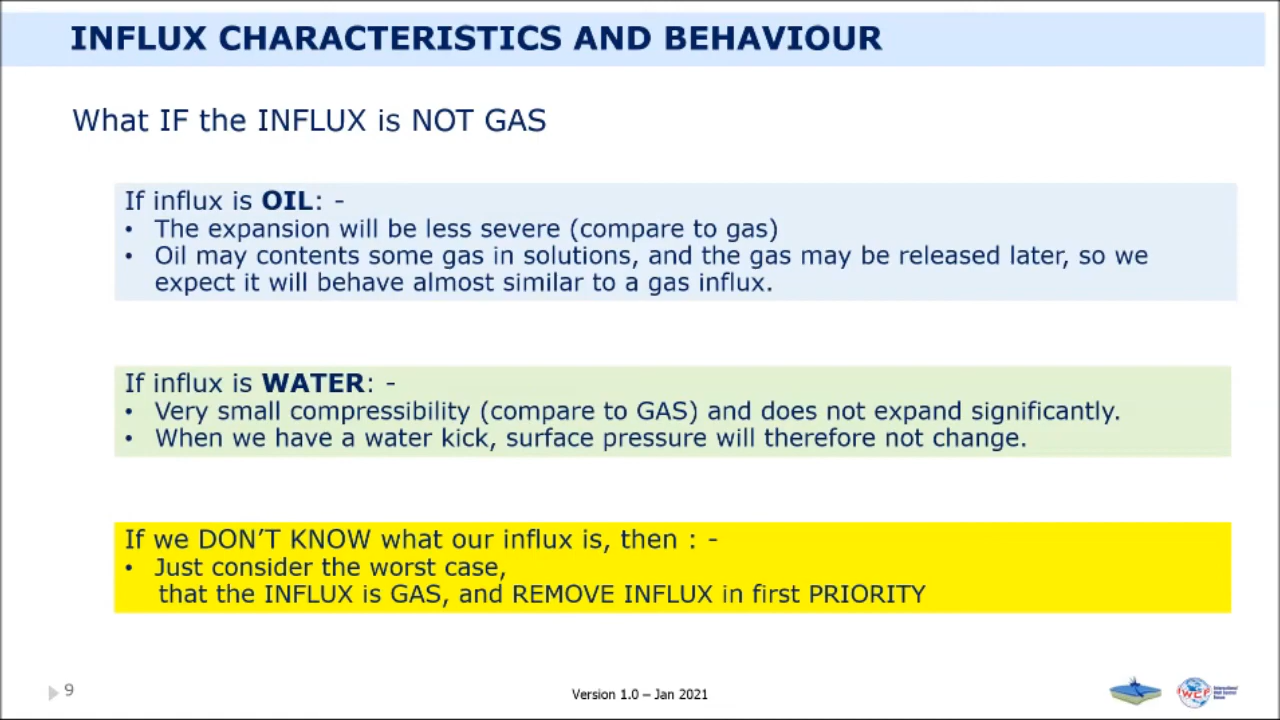 INFLUX CHARACTERISTICS AND BEHAVIOUR
What IF the INFLUX is NOT GAS
If influx is OIL: -
• The expansion will be less severe (compare to gas)
• Oil may contents some gas in solutions, and the gas may be released later, so we
expect it will behave almost similar to a gas influx.
If influx is WATER: -
• Very small compressibility (compare to GAS) and does not expand significantly.
• When we have a water kick, surface pressure will therefore not change.
If we DON'T KNOW what our influx is, then : -
• Just consider the worst case,
that the INFLUX is GAS, and REMOVE INFLUX in first PRIORITY
9
Version 1.0 – Jan 2021
IWCF
International
Well Control
Forum